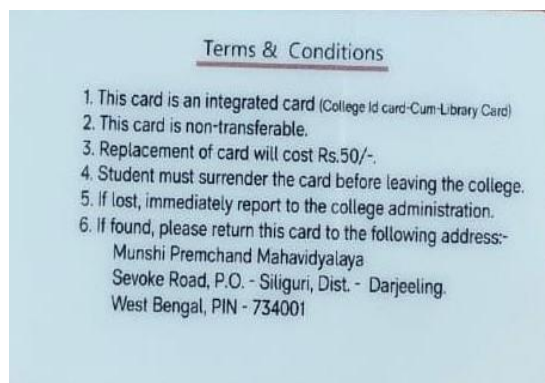 Terms & Conditions
1. This card is an integrated card (College Id card-Cum-Library Card)
2. This card is non-transferable.
3. Replacement of card will cost Rs.50/-.
4. Student must surrender the card before leaving the college.
5. If lost, immediately report to the college administration.
6. If found, please return this card to the following address:-
Munshi Premchand Mahavidyalaya
Sevoke Road, P.O. - Siliguri, Dist. - Darjeeling.
West Bengal, PIN - 734001